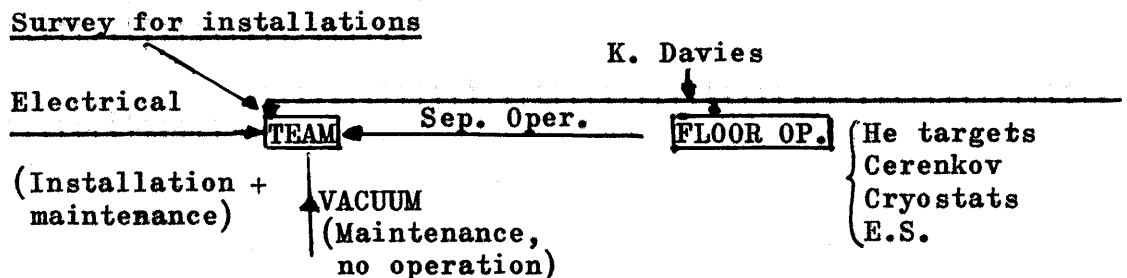 Survey for installations
K. Davies
Electrical
Sep. Oper.
TEAM
FLOOR OP.
He targets
Cerenkov
Cryostats
E.S.
(Installation +
maintenance)
VACUUM
(Maintenance,
no operation)